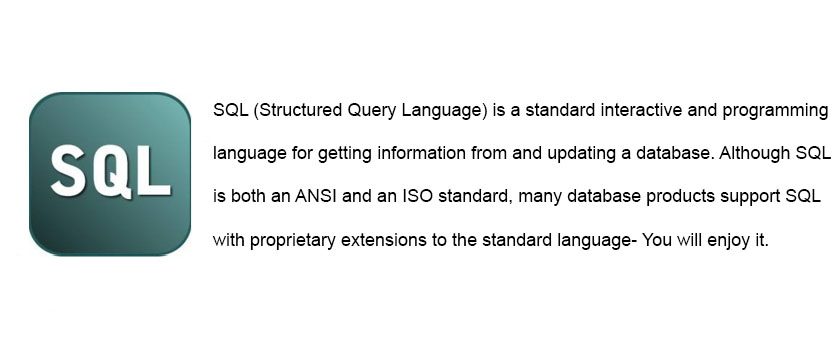 SQL
SQL (Structured Query Language) is a standard interactive and programming
language for getting information from and updating a database. Although SQL
is both an ANSI and an ISO standard, many database products support SQL
with proprietary extensions to the standard language- You will enjoy it.